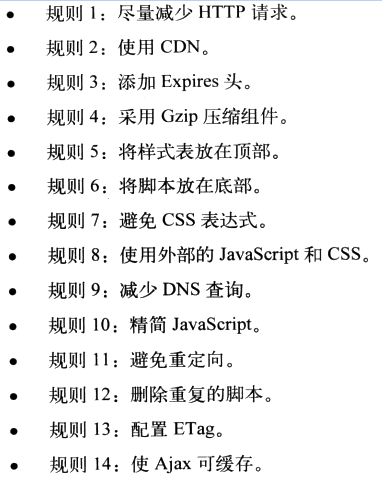 • 规则 1：尽量减少 HTTP 请求。
• 规则 2：使用 CDN。
• 规则 3：添加 Expires 头。
• 规则 4：采用 Gzip 压缩组件。
• 规则 5：将样式表放在顶部。
• 规则 6：将脚本放在底部。
• 规则 7：避免 CSS 表达式。
• 规则 8：使用外部的 JavaScript 和 CSS。
• 规则 9：减少 DNS 查询。
• 规则 10：精简 JavaScript。
• 规则 11：避免重定向。
• 规则 12：删除重复的脚本。
• 规则 13：配置 ETag。
• 规则 14：使 Ajax 可缓存。